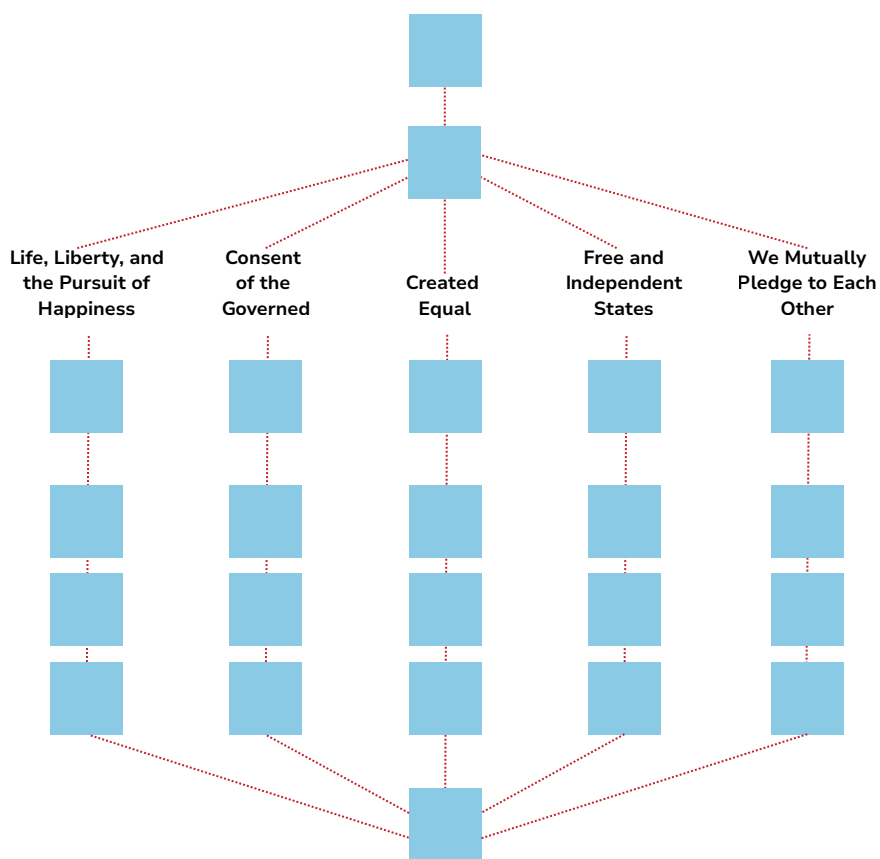 Life, Liberty, and
the Pursuit of
Happiness
Consent
of the
Governed
Created
Equal
Free and
Independent
States
We Mutually
Pledge to Each
Other